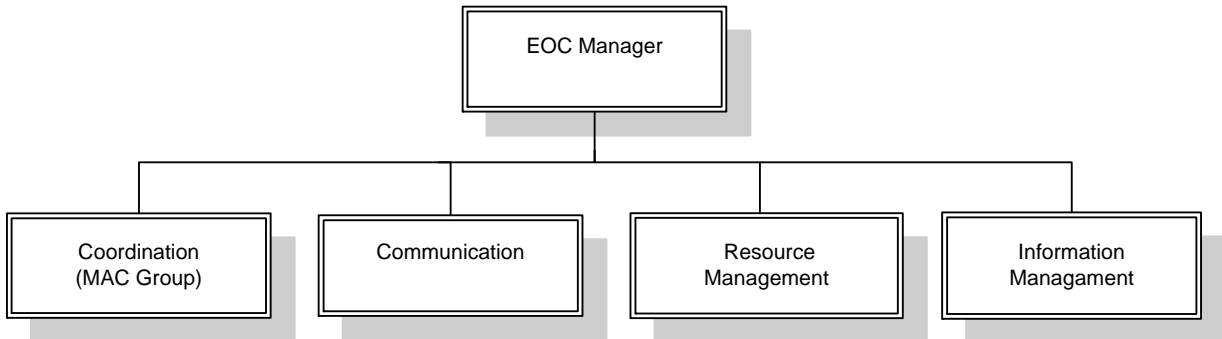 EOC Manager
Coordination
(MAC Group)
Communication
Resource
Management
Information
Managament